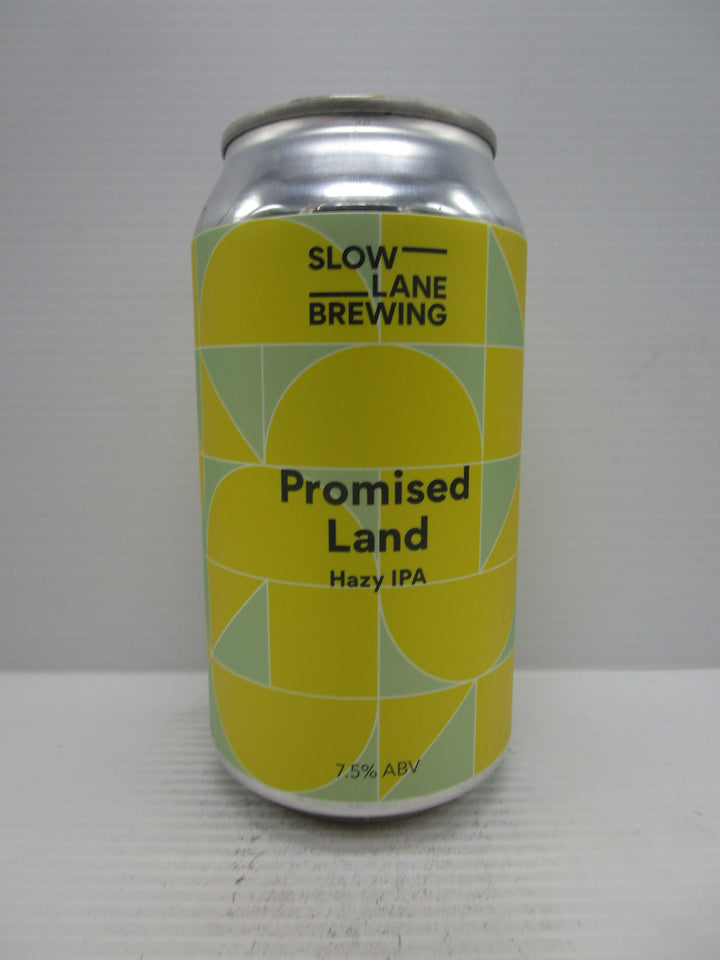 SLOW
LANE
BREWING
Promised
Land
Hazy IPA
7.5% ABV